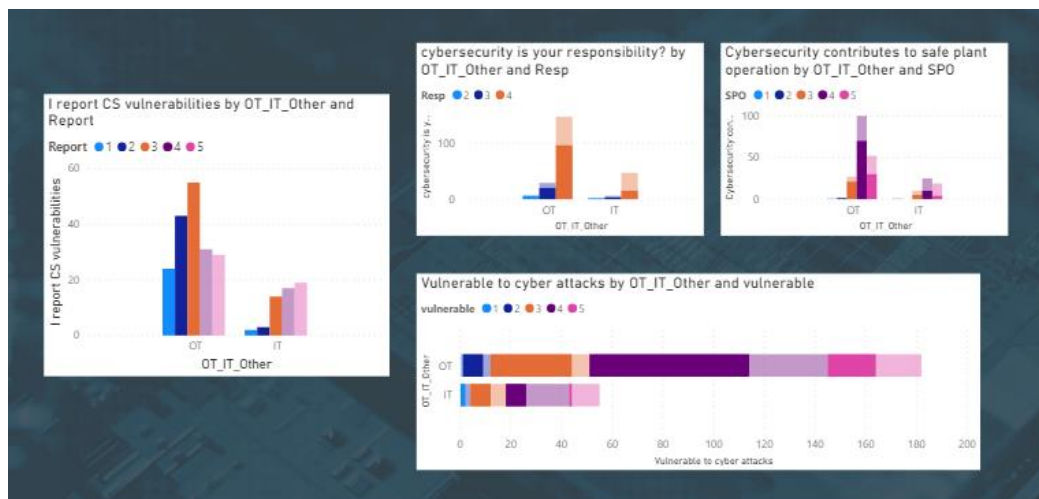 I report CS vulnerabilities by OT_IT_Other and
Report
Report 1 2 3 4 5
60
40
20
0
I report CS vulnerabilities
OT IT
OT_IT_Other
cybersecurity is your responsibility? by
OT_IT_Other and Resp
Resp 2 3 4
cybersecurity is y...
100
0
OT IT
OT_IT_Other
Cybersecurity contributes to safe plant
operation by OT_IT_Other and SPO
SPO 1 2 3 4 5
Cybersecurity con...
100
50
0
OT IT
OT_IT_Other
Vulnerable to cyber attacks by OT_IT_Other and vulnerable
vulnerable 1 2 3 4 5
OT_IT_Other
OT
IT
0 20 40 60 80 100 120 140 160 180 200
Vulnerable to cyber attacks